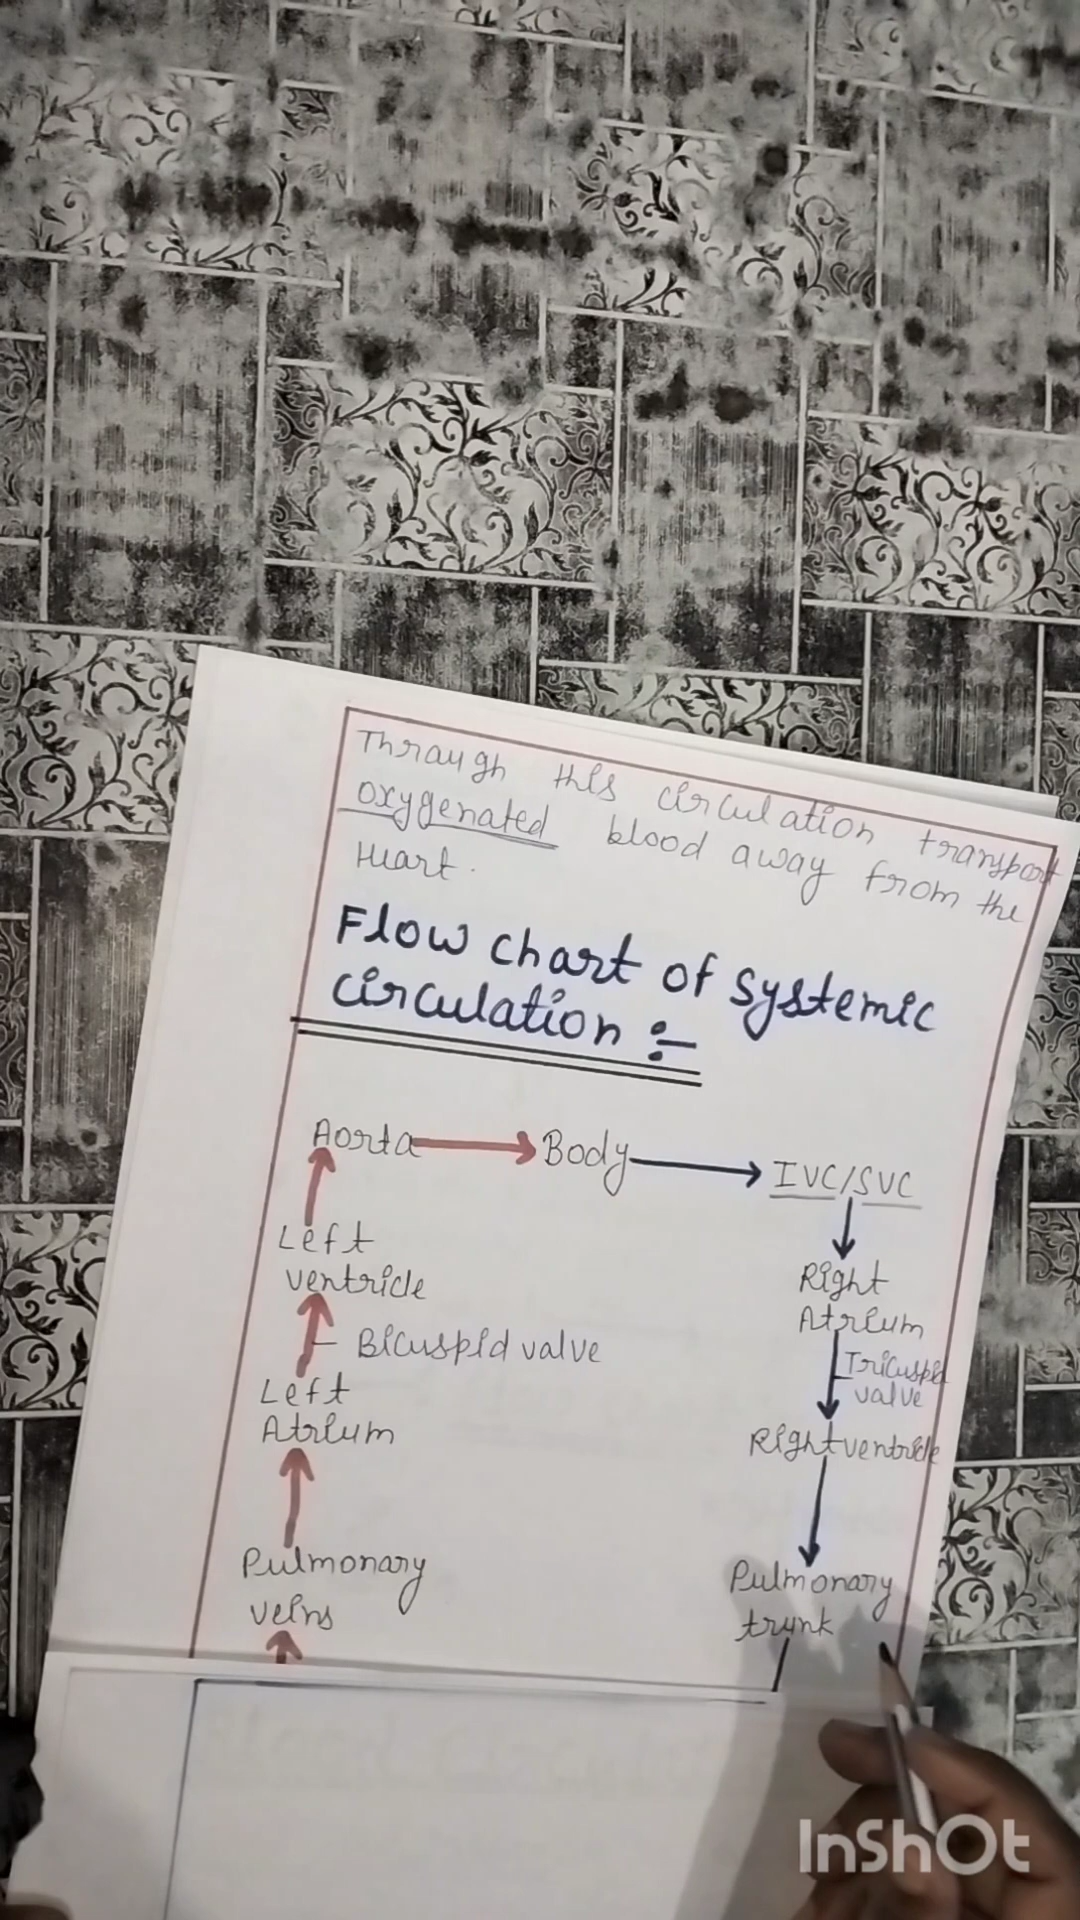 Thraugh this circulation transport
oxygenated blood away from the
Heart.
Flow chart of systemic
circulation :-
Aorta Body IVC/SVC
Left
ventricle
Bicuspid valve
Left
Atrium
Pulmonary
veins
Right
Atrium
Tricuspid
valve
Right ventricle
Pulmonary
trunk
InShOt